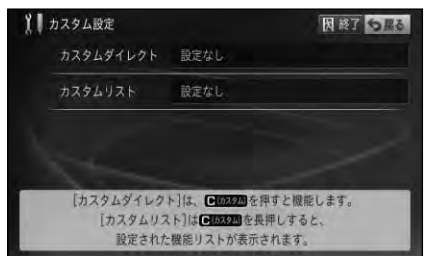 カスタム設定 終了 戻る
カスタムダイレクト 設定なし
カスタムリスト 設定なし
[カスタムダイレクト]は、C(カスタム)を押すと機能します。
[カスタムリスト]はC(カスタム)を長押しすると、
設定された機能リストが表示されます。